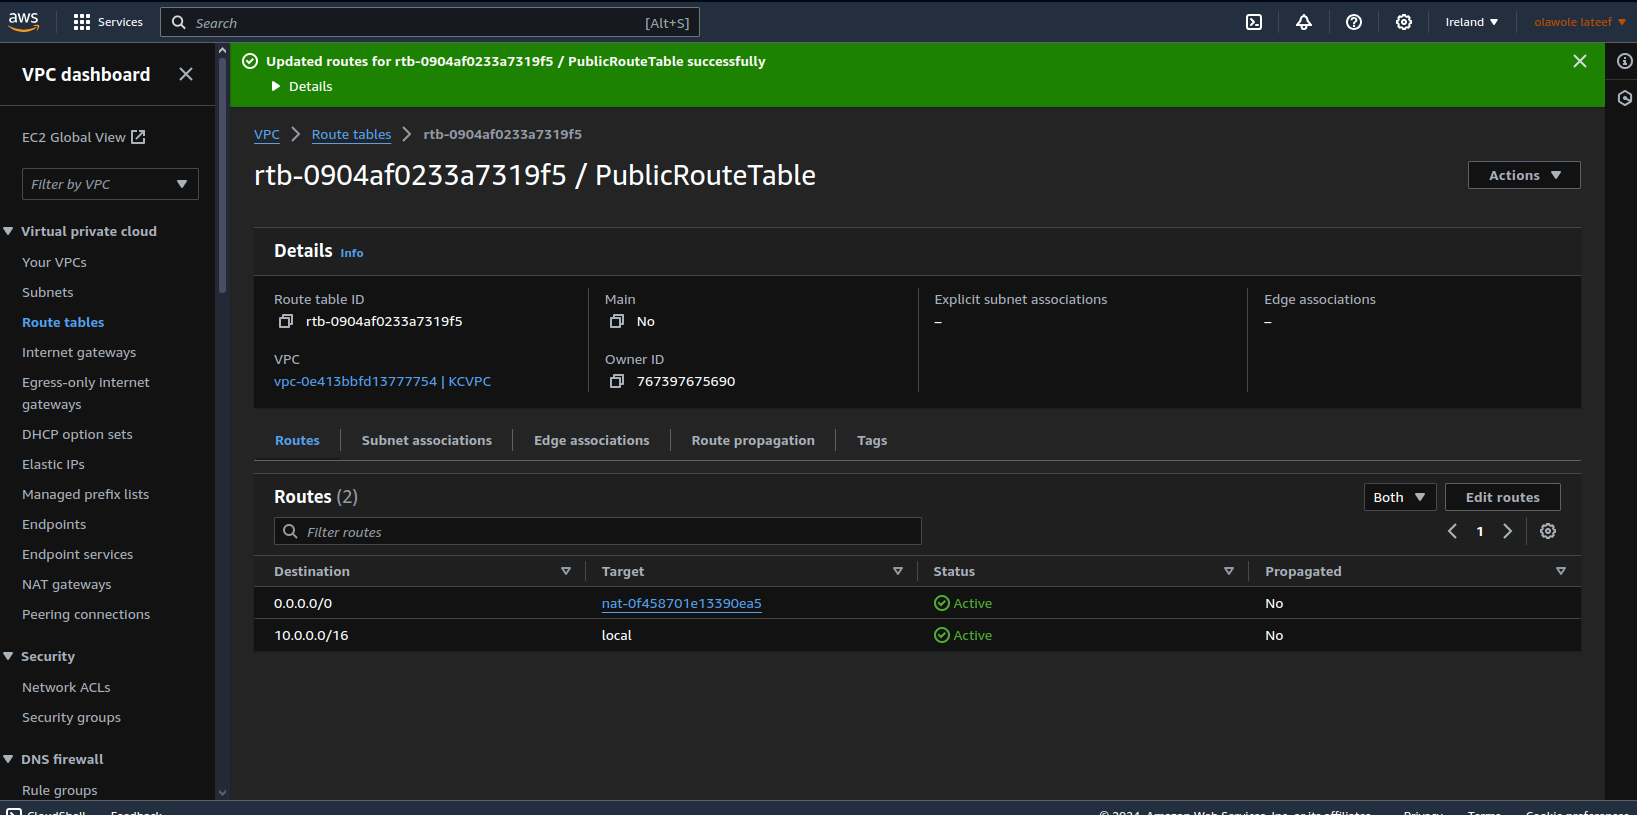 aws
Services
Search
[Alt+S]
Ireland
olawole lateef
VPC dashboard
EC2 Global View
Filter by VPC
Virtual private cloud
Your VPCs
Subnets
Route tables
Internet gateways
Egress-only internet
gateways
DHCP option sets
Elastic IPs
Managed prefix lists
Endpoints
Endpoint services
NAT gateways
Peering connections
Security
Network ACLs
Security groups
DNS firewall
Rule groups
Updated routes for rtb-0904af0233a7319f5 / PublicRouteTable successfully
Details
VPC > Route tables > rtb-0904af0233a7319f5
rtb-0904af0233a7319f5 / PublicRouteTable
Actions
Details Info
Route table ID
rtb-0904af0233a7319f5
Main
No
Explicit subnet associations
–
Edge associations
–
VPC
vpc-0e413bbfd13777754 | KCVPC
Owner ID
767397675690
Routes
Subnet associations
Edge associations
Route propagation
Tags
Routes (2)
Both
Edit routes
Filter routes
1
Destination Target Status Propagated
0.0.0.0/0 nat-0f458701e13390ea5 Active No
10.0.0.0/16 local Active No
CloudShell
Feedback
© 2024, Amazon Web Services, Inc. or its affiliates.
Privacy
Terms
Cookie preferences